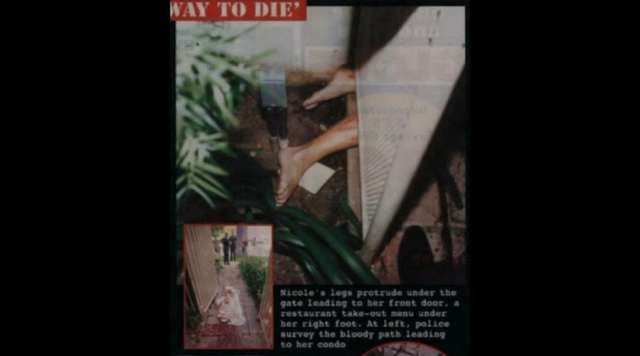 WAY TO DIE'
Nicole's legs protrude under the
gate leading to her front door, a
restaurant take-out menu under
her right foot. At left, police
survey the bloody path leading
to her condo